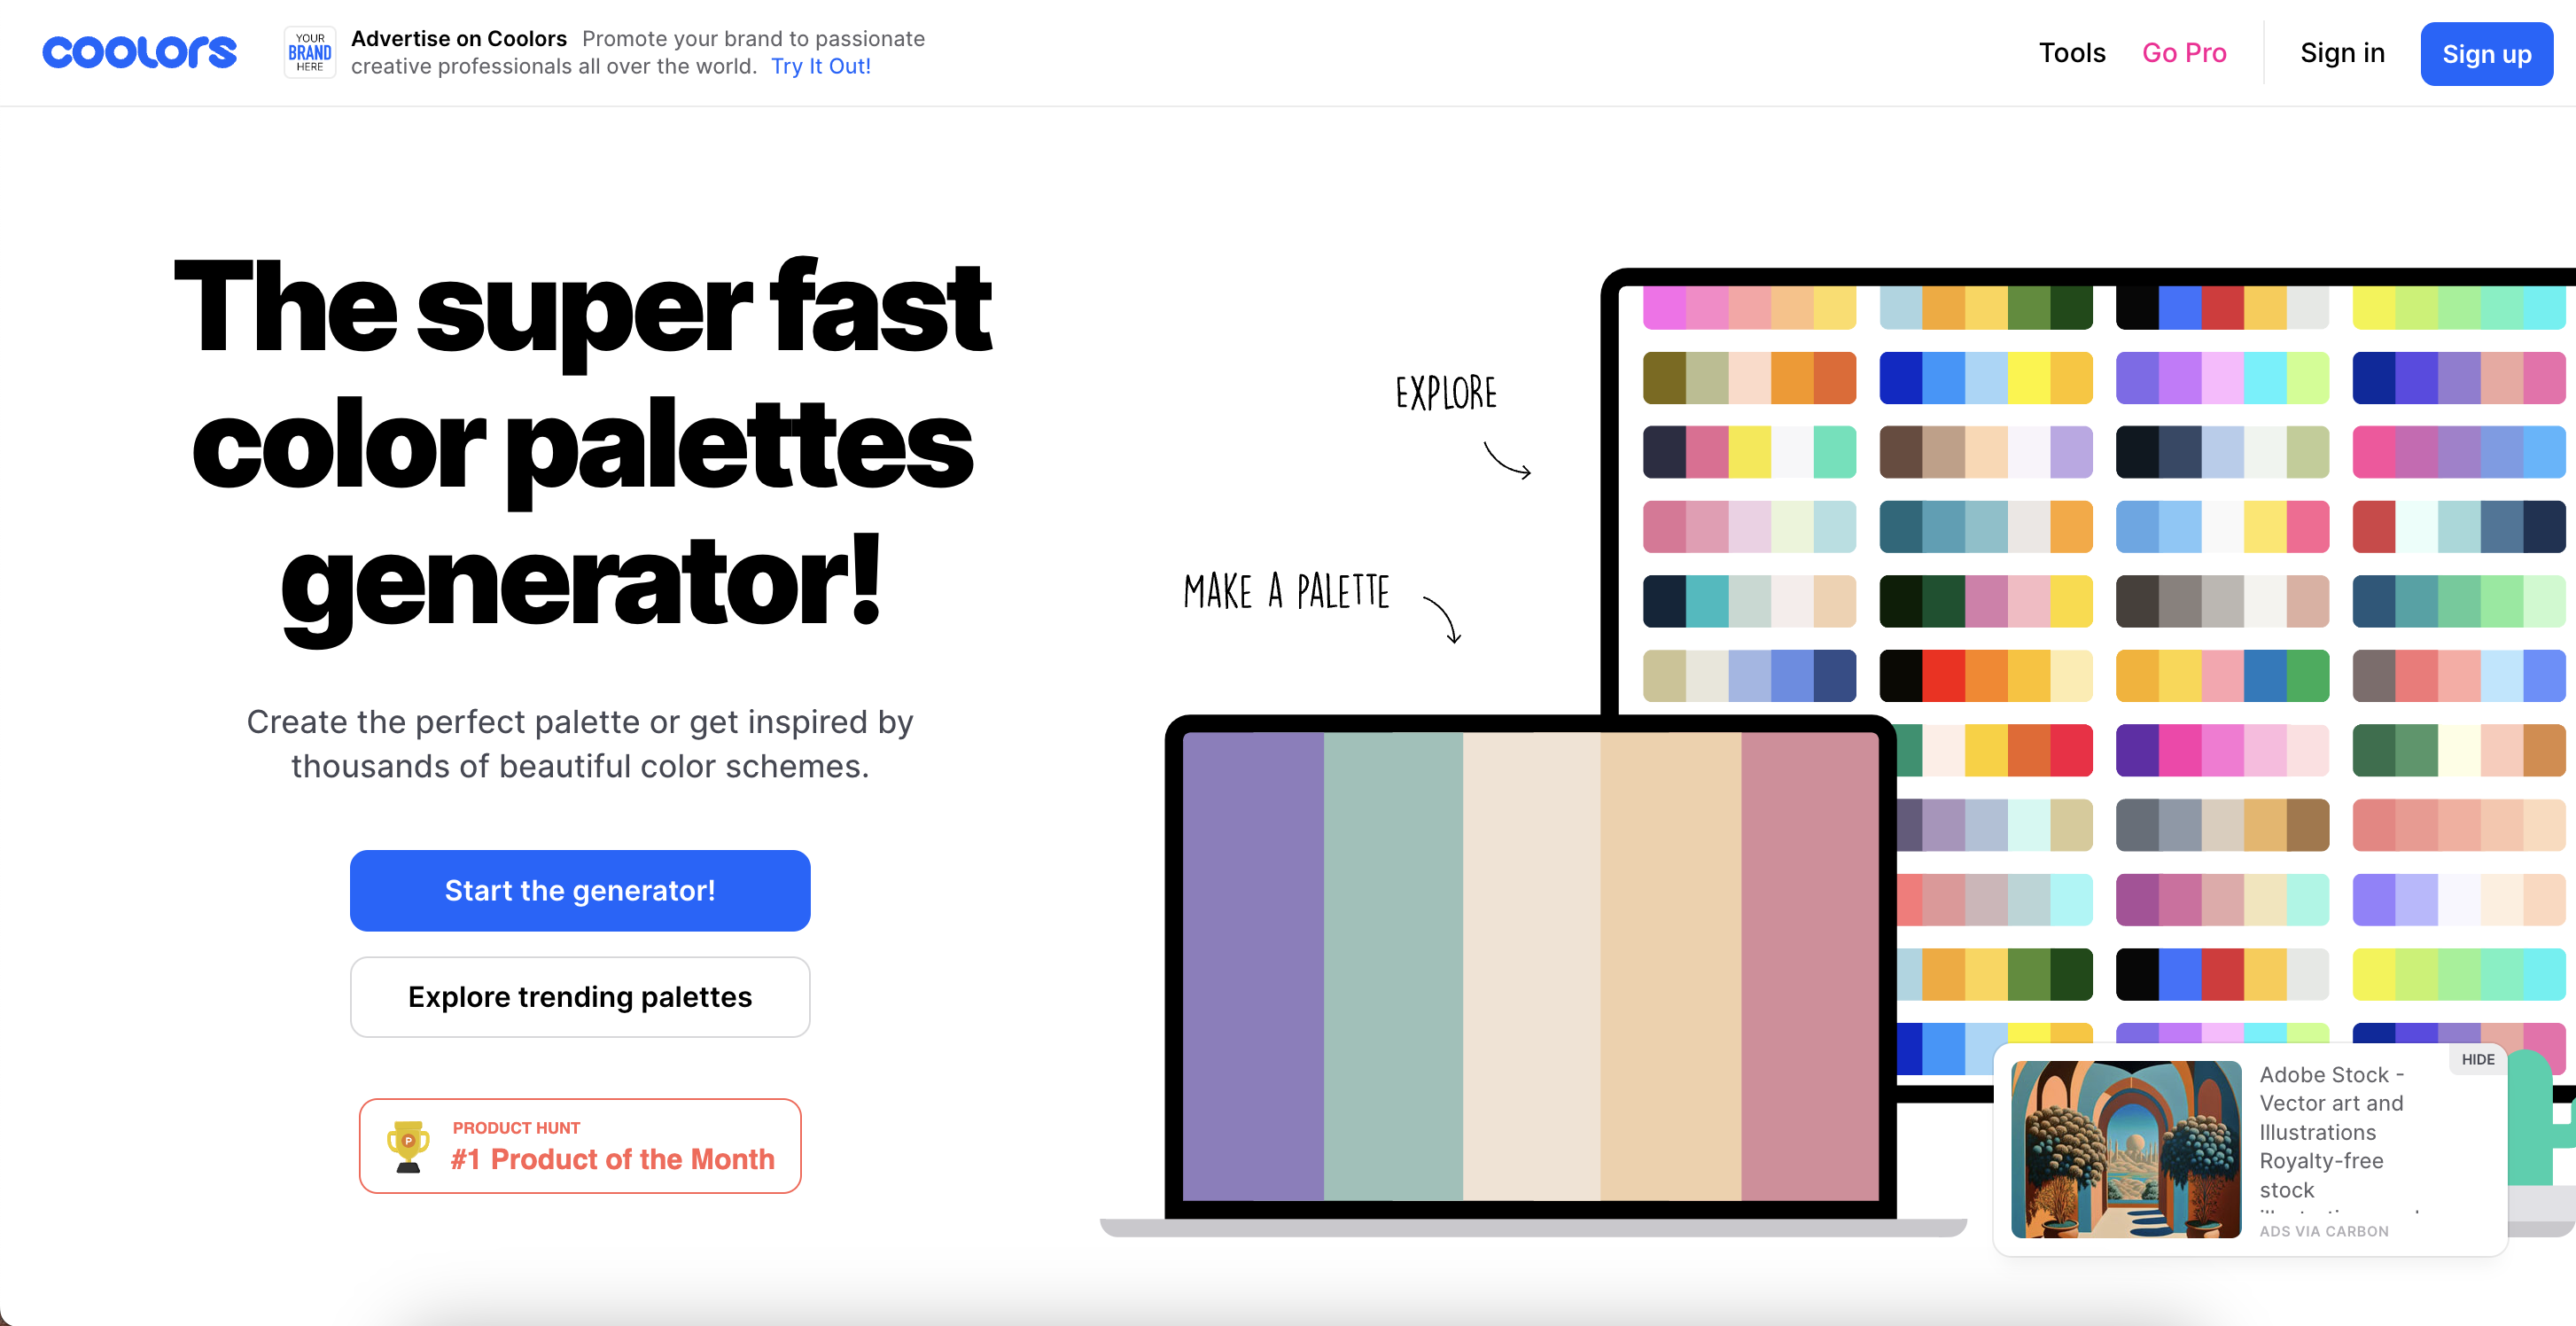 coolors
YOUR
BRAND
HERE
Advertise on Coolors Promote your brand to passionate
creative professionals all over the world. Try It Out!
Tools
Go Pro
Sign in
Sign up
The super fast
color palettes
generator!
Create the perfect palette or get inspired by
thousands of beautiful color schemes.
Start the generator!
Explore trending palettes
P
PRODUCT HUNT
#1 Product of the Month
EXPLORE
MAKE A PALETTE
HIDE
Adobe Stock -
Vector art and
Illustrations
Royalty-free
stock
ADS VIA CARBON